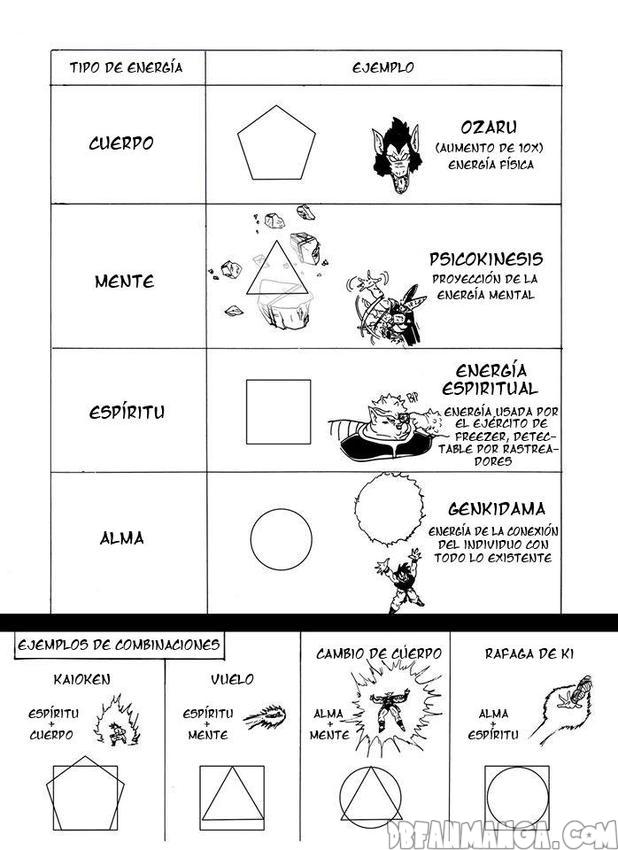 TIPO DE ENERGÍA
EJEMPLO
CUERPO
OZARU
(AUMENTO DE 10X)
ENERGÍA FÍSICA
MENTE
PSICOKINESIS
PROYECCIÓN DE LA
ENERGÍA MENTAL
ESPÍRITU
BIP
ENERGÍA
ESPIRITUAL
ENERGÍA USADA POR
EL EJÉRCITO DE
FREEZER, DETEC-
TABLE POR RASTREA-
DORES
ALMA
GENKIDAMA
ENERGÍA DE LA CONEXIÓN
DEL INDIVIDUO CON
TODO LO EXISTENTE
EJEMPLOS DE COMBINACIONES
KAIOKEN
ESPÍRITU
+
CUERPO
VUELO
ESPÍRITU
+
MENTE
CAMBIO DE CUERPO
ALMA
+
MENTE
RAFAGA DE KI
ALMA
+
ESPÍRITU
DBFANMANGA.COM